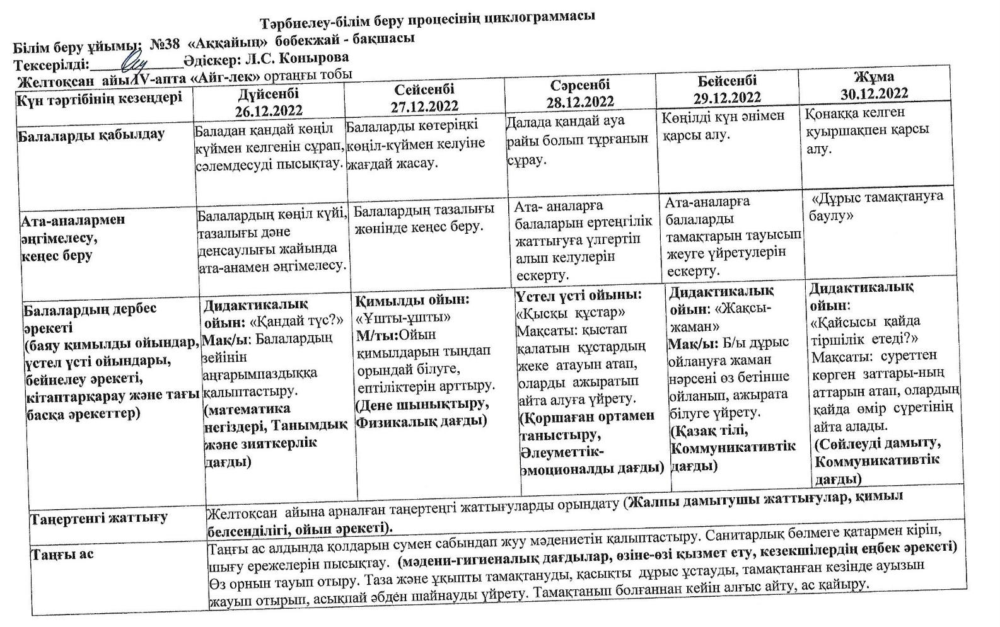 Тәрбиелеу-білім беру процесінің циклограммасы
Білім беру ұйымы: №38 «Аққайың» бөбекжай - бақшасы
Тексерілді:____________Әдіскер: Л.С. Конырова
Желтоқсан айы IV-апта «Айг-лек» ортаңғы тобы
Күн тәртібінің кезеңдері
Дүйсенбі
26.12.2022
Сейсенбі
27.12.2022
Сәрсенбі
28.12.2022
Бейсенбі
29.12.2022
Жұма
30.12.2022
Балаларды қабылдау
Баладан қандай көңіл
күймен келгенін сұрап,
сәлемдесуді пысықтау.
Балаларды көтеріңкі
көңіл-күймен келуіне
жағдай жасау.
Далада қандай ауа
райы болып тұрғанын
сұрау.
Көңілді күн әнімен
қарсы алу.
Қонаққа келген
қуыршақпен қарсы
алу.
Ата-аналармен
әңгімелесу,
кеңес беру
Балалардың көңіл күйі,
тазалығы дәне
денсаулығы жайында
ата-анамен әңгімелесу.
Балалардың тазалығы
жөнінде кеңес беру.
Ата- аналарға
балаларын ертеңгілік
жаттығуға үлгертіп
алып келулерін
ескерту.
Ата-аналарға
балаларды
тамақтарын тауысып
жеуге үйретулерін
ескерту.
«Дұрыс тамақтануға
баулу»
Балалардың дербес
әрекеті
(баяу қимылды ойындар,
үстел үсті ойындары,
бейнелеу әрекеті,
кітаптарқарау және тағы
басқа әрекеттер)
Дидактикалық
ойын: «Қандай түс?»
Мақ/ы: Балалардың
зейінін
аңғарымпаздыққа
қалыптастыру.
(математика
негіздері, Танымдық
және зияткерлік
дағды)
Қимылды ойын:
«Ұшты-ұшты»
М/ты:Ойын
қимылдарын тыңдап
орындай білуге,
ептіліктерін арттыру.
(Дене шынықтыру,
Физикалық дағды)
Үстел үсті ойыны:
«Қысқы құстар»
Мақсаты: қыстап
қалатын құстардың
жеке атауын атап,
оларды ажыратып
айта алуға үйрету.
(Қоршаған ортамен
таныстыру,
Әлеуметтік-
эмоционалды дағды)
Дидактикалық
ойын: «Жақсы-
жаман»
Мақ/ы: Б/ы дұрыс
ойлануға жаман
нәрсені өз бетінше
ойланып, ажырата
білуге үйрету.
(Қазақ тілі,
Коммуникативтік
дағды)
Дидактикалық
ойын:
«Қайсысы қайда
тіршілік етеді?»
Мақсаты: суреттен
көрген заттары-ның
аттарын атап, олардың
қайда өмір сүретінің
айта алады.
(Сөйлеуді дамыту,
Коммуникативтік
дағды)
Таңертенгі жаттығу
Желтоқсан айына арналған таңертеңгі жаттығуларды орындату (Жалпы дамытушы жаттығулар, қимыл
белсенділігі, ойын әрекеті).
Таңғы ас
Таңғы ас алдында қолдарын сумен сабындап жуу мәдениетін қалыптастыру. Санитарлық бөлмеге қатармен кіріп,
шығу ережелерін пысықтау. (мәдени-гигиеналық дағдылар, өзіне-өзі қызмет ету, кезекшілердің еңбек әрекеті)
Өз орнын тауып отыру. Таза және ұқыпты тамақтануды, қасықты дұрыс ұстауды, тамақтанған кезінде ауызын
жауып отырып, асықпай әбден шайнауды үйрету. Тамақтанып болғаннан кейін алғыс айту, ас қайыру.